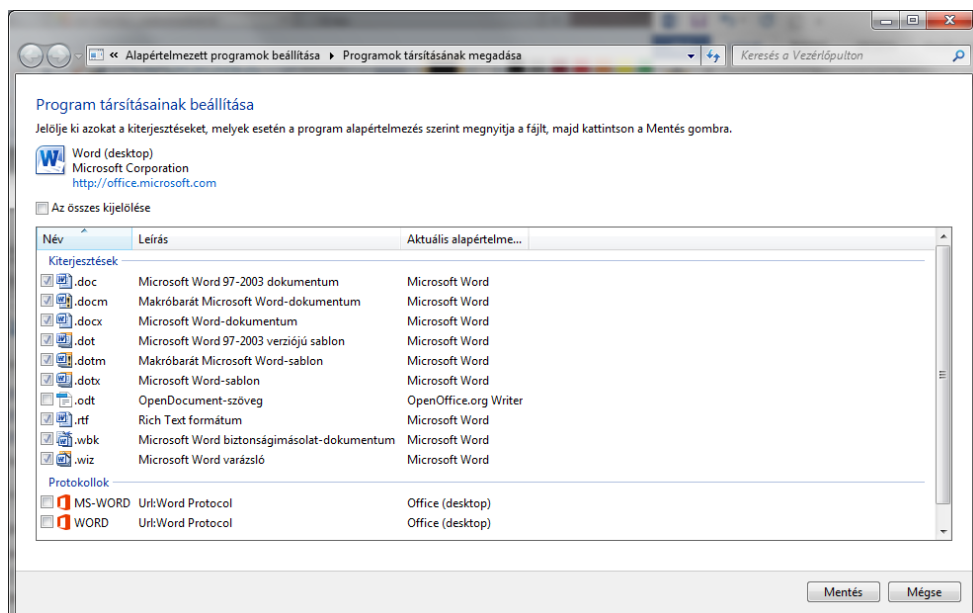 « Alapértelmezett programok beállítása ▸ Programok társításának megadása
Keresés a Vezérlőpulton
Program társításainak beállítása
Jelölje ki azokat a kiterjesztéseket, melyek esetén a program alapértelmezés szerint megnyitja a fájlt, majd kattintson a Mentés gombra.
Word (desktop)
Microsoft Corporation
http://office.microsoft.com
Az összes kijelölése
Név Leírás Aktuális alapértelme...
Kiterjesztések
.doc Microsoft Word 97-2003 dokumentum Microsoft Word
.docm Makróbarát Microsoft Word-dokumentum Microsoft Word
.docx Microsoft Word-dokumentum Microsoft Word
.dot Microsoft Word 97-2003 verziójú sablon Microsoft Word
.dotm Makróbarát Microsoft Word-sablon Microsoft Word
.dotx Microsoft Word-sablon Microsoft Word
.odt OpenDocument-szöveg OpenOffice.org Writer
.rtf Rich Text formátum Microsoft Word
.wbk Microsoft Word biztonságimásolat-dokumentum Microsoft Word
.wiz Microsoft Word varázsló Microsoft Word
Protokollok
MS-WORD Url:Word Protocol Office (desktop)
WORD Url:Word Protocol Office (desktop)
Mentés Mégse